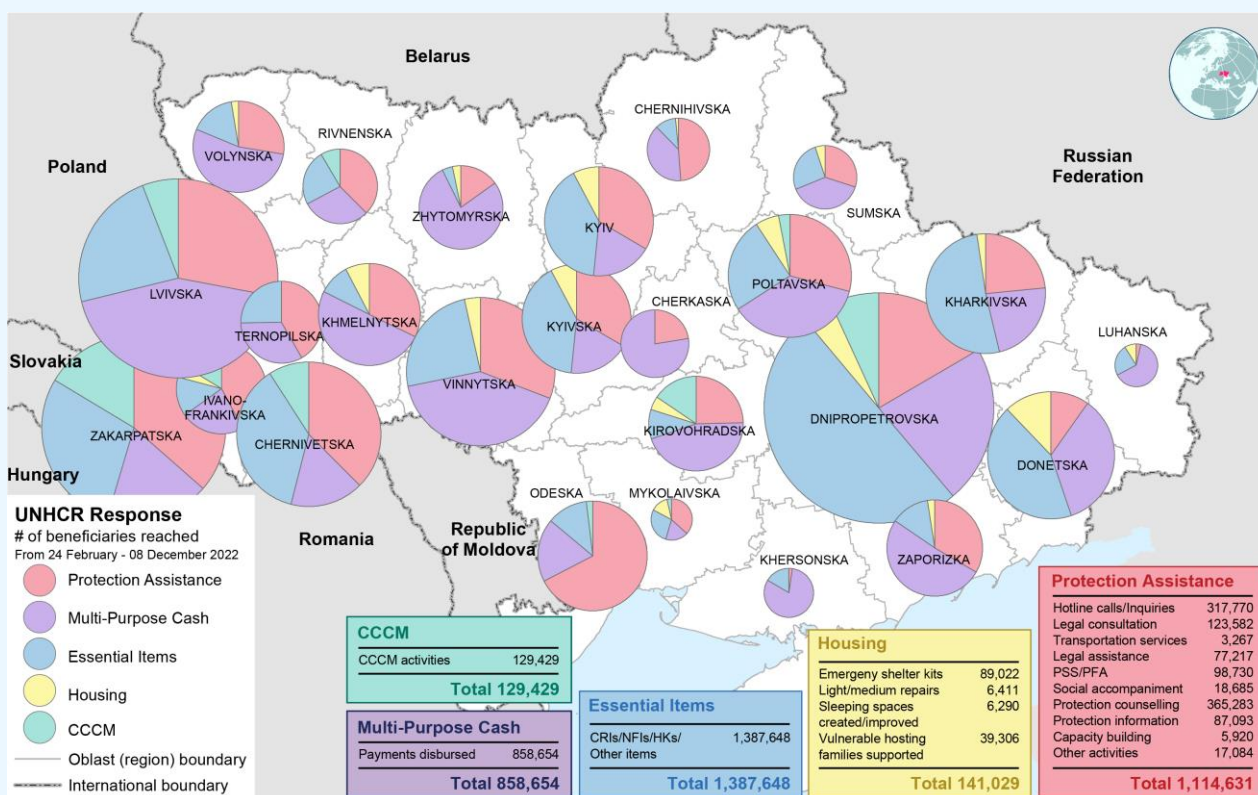 Belarus
Poland
Russian
Federation
Slovakia
Hungary
Romania
Republic
of Moldova
VOLYNSKA
RIVNENSKA
ZHYTOMYRSKA
KYIV
CHERNIHIVSKA
SUMSKA
LVIVSKA
TERNOPILSKA
KHMELNYTSKA
VINNYTSKA
KYIVSKA
CHERKASKA
POLTAVSKA
KHARKIVSKA
LUHANSKA
ZAKARPATSKA
IVANO-
FRANKIVSKA
CHERNIVETSKA
KIROVOHRADSKA
DNIPROPETROVSKA
DONETSKA
ODESKA
MYKOLAIVSKA
KHERSONSKA
ZAPORIZKA
UNHCR Response
# of beneficiaries reached
From 24 February - 08 December 2022
Protection Assistance
Multi-Purpose Cash
Essential Items
Housing
CCCM
Oblast (region) boundary
International boundary
CCCM
CCCM activities 129,429
Total 129,429
Multi-Purpose Cash
Payments disbursed 858,654
Total 858,654
Essential Items
CRIs/NFIs/HKs/ 1,387,648
Other items
Total 1,387,648
Housing
Emergeny shelter kits 89,022
Light/medium repairs 6,411
Sleeping spaces 6,290
created/improved
Vulnerable hosting 39,306
families supported
Total 141,029
Protection Assistance
Hotline calls/Inquiries 317,770
Legal consultation 123,582
Transportation services 3,267
Legal assistance 77,217
PSS/PFA 98,730
Social accompaniment 18,685
Protection counselling 365,283
Protection information 87,093
Capacity building 5,920
Other activities 17,084
Total 1,114,631